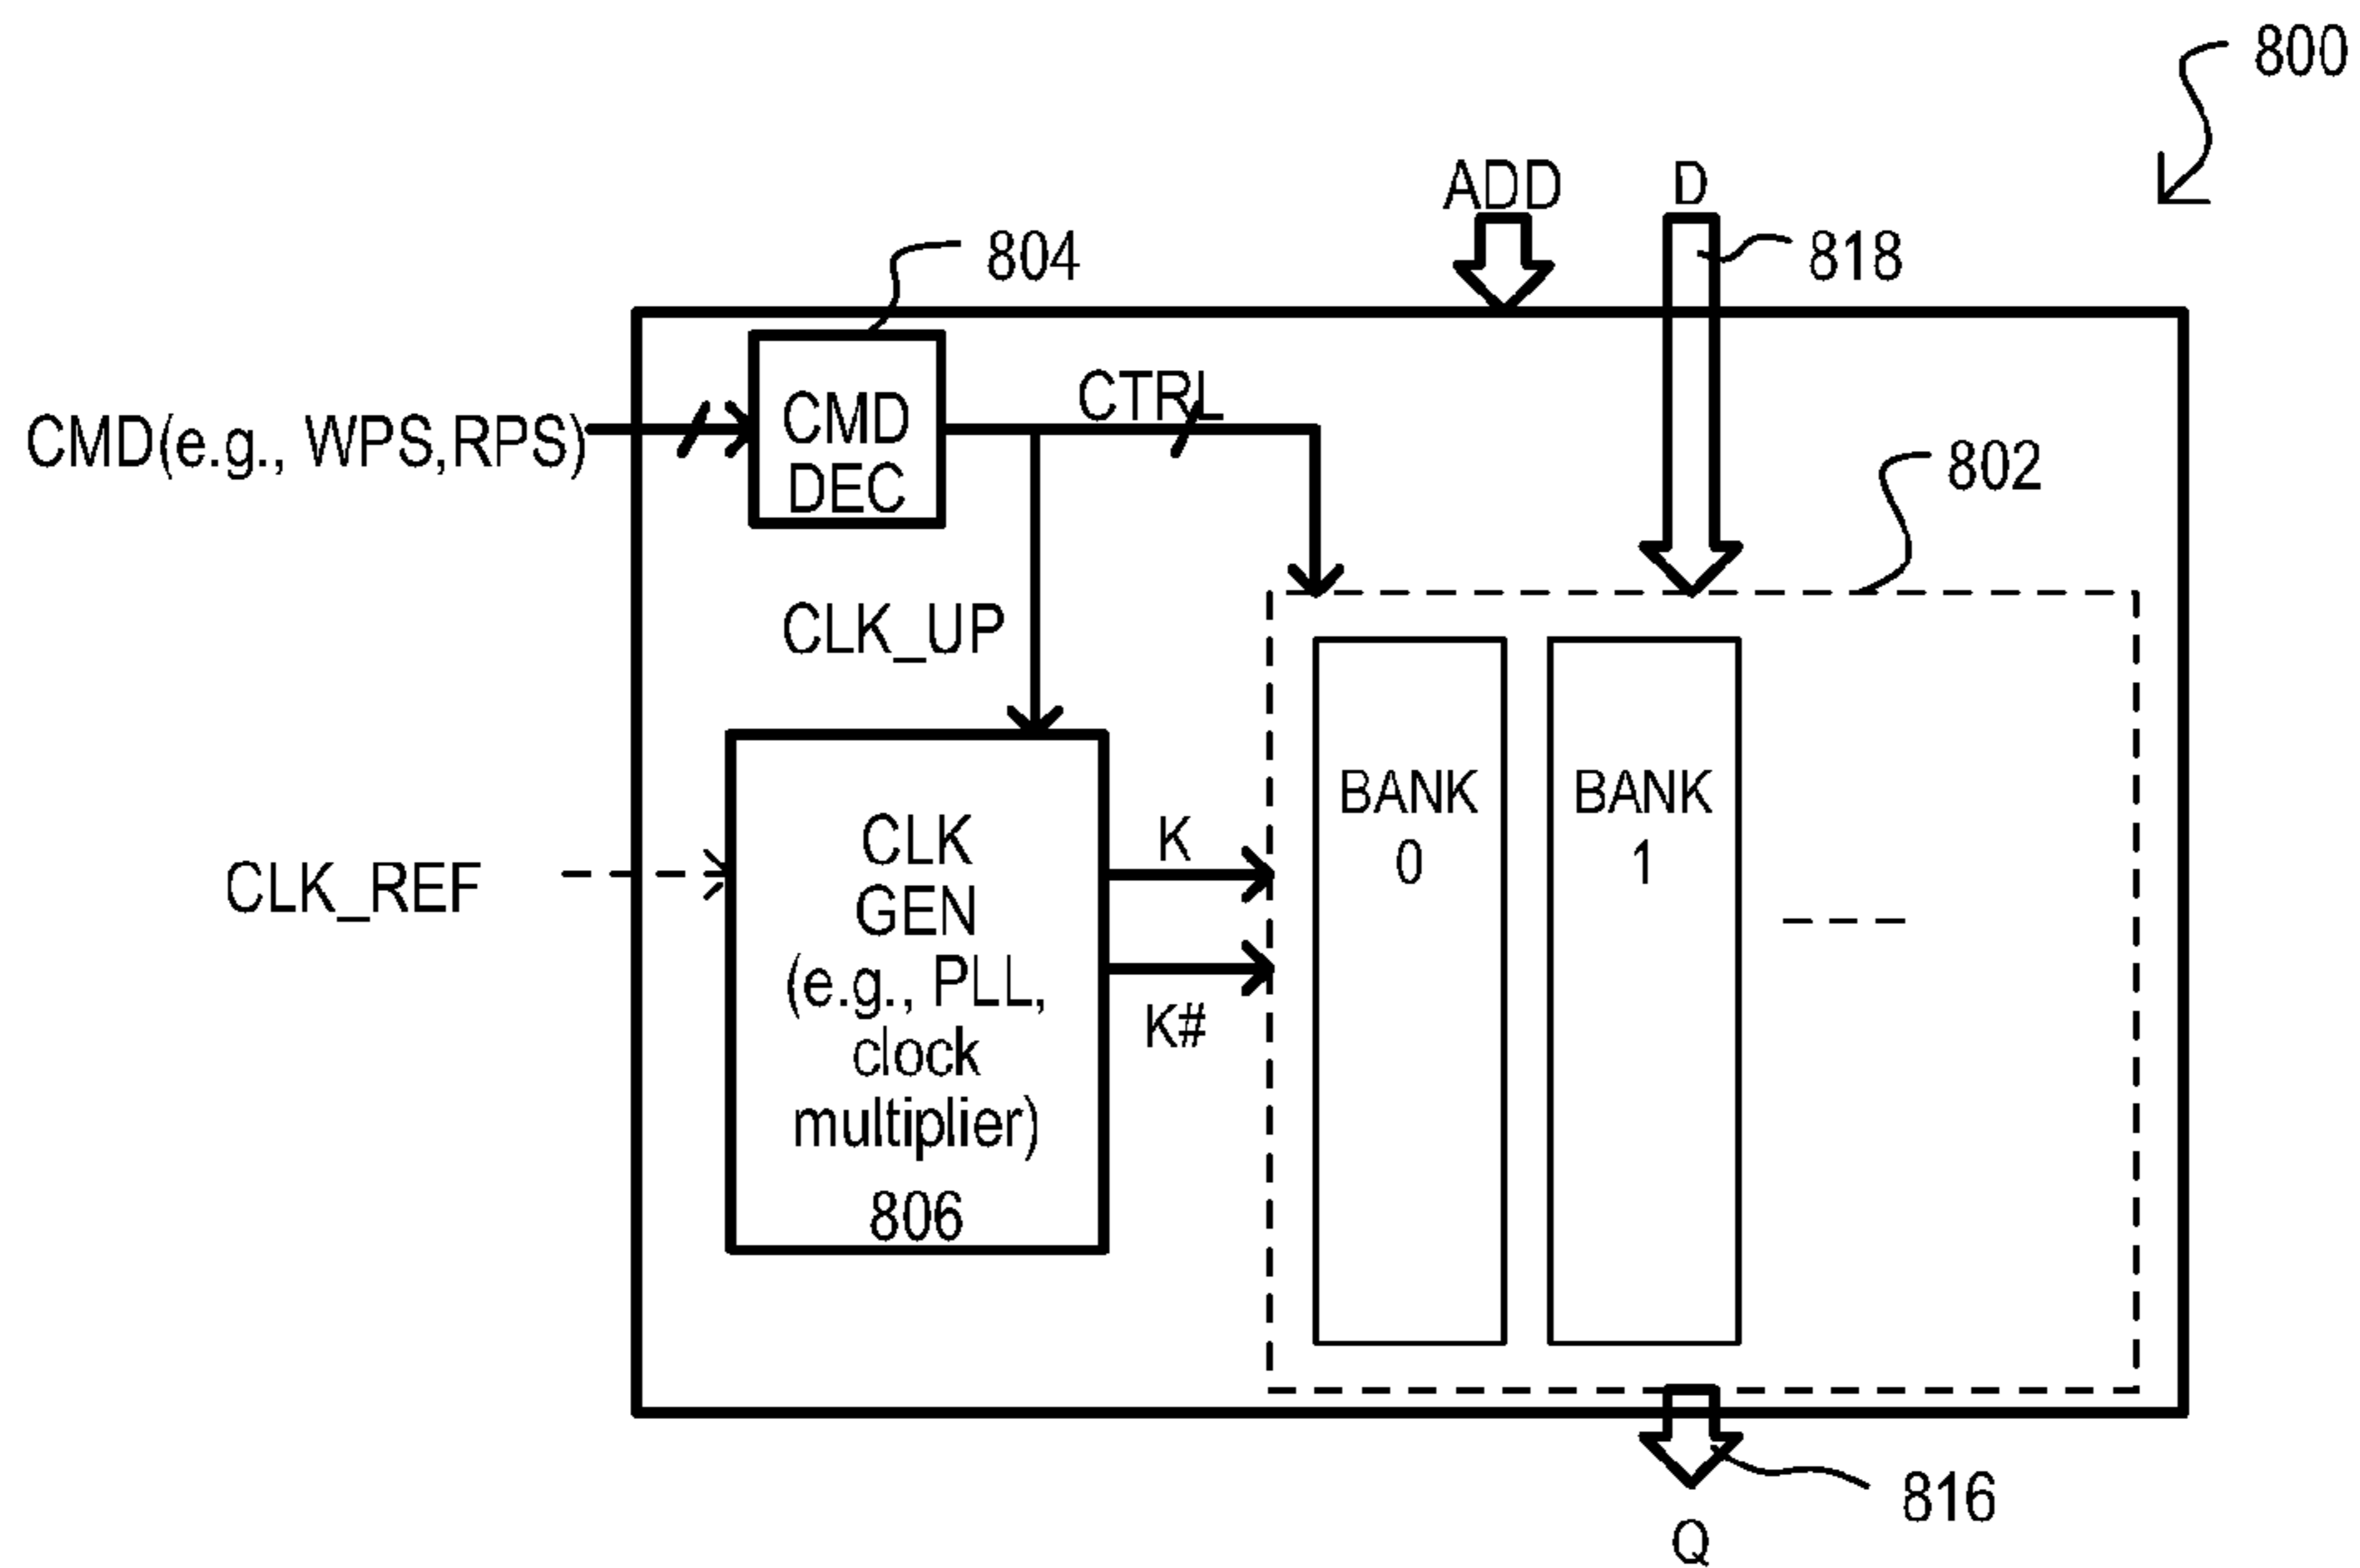 800
ADD
D
818
804
CMD(e.g., WPS,RPS)
CMD
DEC
CTRL
802
CLK_UP
CLK_REF
CLK
GEN
(e.g., PLL,
clock
multiplier)
806
K
K#
BANK
0
BANK
1
816
Q